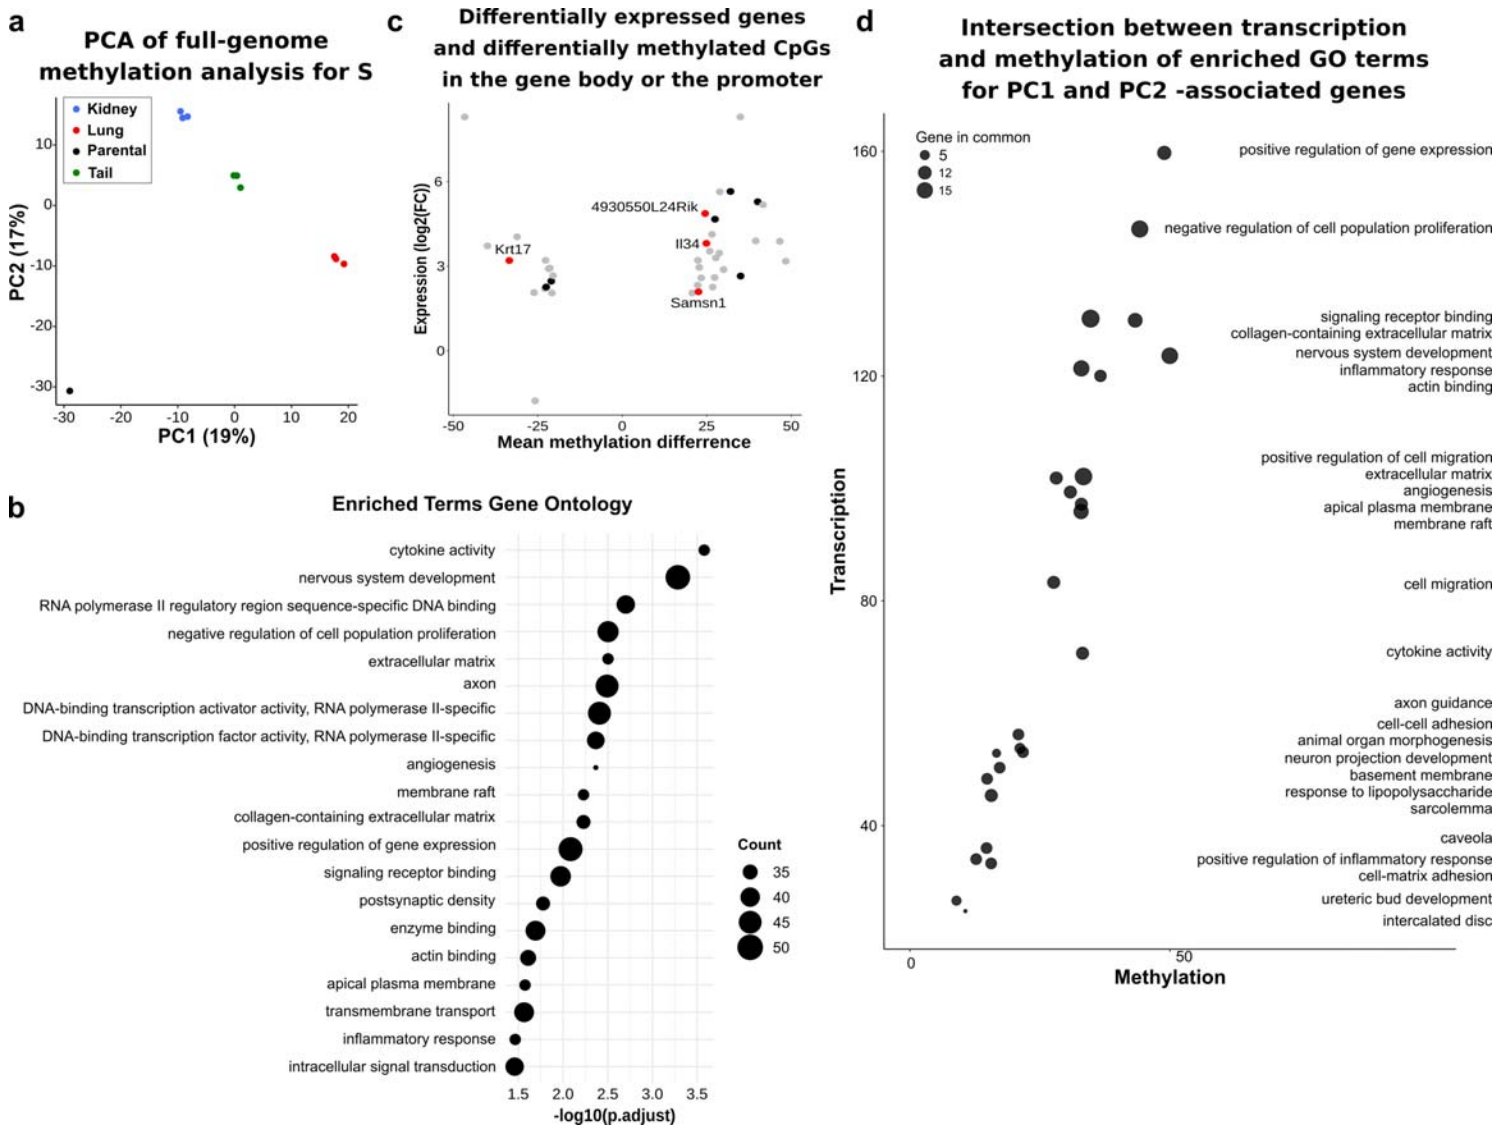 a
PCA of full-genome
methylation analysis for S
Kidney
Lung
Parental
Tail
10
0
-10
-20
-30
-30
-20
-10
0
10
20
PC2 (17%)
PC1 (19%)
c
Differentially expressed genes
and differentially methylated CpGs
in the gene body or the promoter
6
3
0
-50
-25
0
25
50
Expression (log2(FC))
Mean methylation differrence
4930550L24Rik
Il34
Krt17
Samsn1
b
Enriched Terms Gene Ontology
cytokine activity
nervous system development
RNA polymerase II regulatory region sequence-specific DNA binding
negative regulation of cell population proliferation
extracellular matrix
axon
DNA-binding transcription activator activity, RNA polymerase II-specific
DNA-binding transcription factor activity, RNA polymerase II-specific
angiogenesis
membrane raft
collagen-containing extracellular matrix
positive regulation of gene expression
signaling receptor binding
postsynaptic density
enzyme binding
actin binding
apical plasma membrane
transmembrane transport
inflammatory response
intracellular signal transduction
1.5
2.0
2.5
3.0
3.5
-log10(p.adjust)
Count
35
40
45
50
d
Intersection between transcription
and methylation of enriched GO terms
for PC1 and PC2 -associated genes
Gene in common
5
12
15
160
120
80
40
0
50
Transcription
Methylation
positive regulation of gene expression
negative regulation of cell population proliferation
signaling receptor binding
collagen-containing extracellular matrix
nervous system development
inflammatory response
actin binding
positive regulation of cell migration
extracellular matrix
angiogenesis
apical plasma membrane
membrane raft
cell migration
cytokine activity
axon guidance
cell-cell adhesion
animal organ morphogenesis
neuron projection development
basement membrane
response to lipopolysaccharide
sarcolemma
caveola
positive regulation of inflammatory response
cell-matrix adhesion
ureteric bud development
intercalated disc